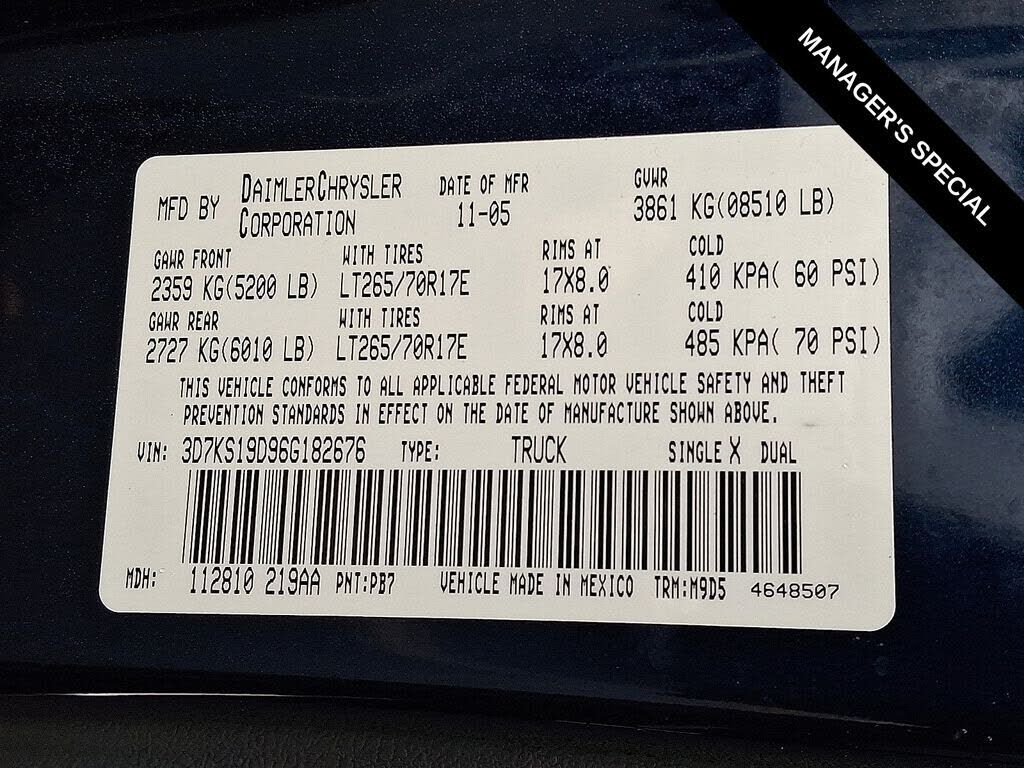 MANAGER'S SPECIAL
MFD BY DAIMLERCHRYSLER CORPORATION DATE OF MFR 11-05 GVWR 3861 KG(08510 LB)
GAWR FRONT WITH TIRES RIMS AT COLD
2359 KG(5200 LB) LT265/70R17E 17X8.0 410 KPA( 60 PSI)
GAWR REAR WITH TIRES RIMS AT COLD
2727 KG(6010 LB) LT265/70R17E 17X8.0 485 KPA( 70 PSI)
THIS VEHICLE CONFORMS TO ALL APPLICABLE FEDERAL MOTOR VEHICLE SAFETY AND THEFT
PREVENTION STANDARDS IN EFFECT ON THE DATE OF MANUFACTURE SHOWN ABOVE.
VIN: 3D7KS19D96G182676 TYPE: TRUCK SINGLE X DUAL
MDH: 112810 219AA PNT:PB7 VEHICLE MADE IN MEXICO TRM:M9D5 4648507